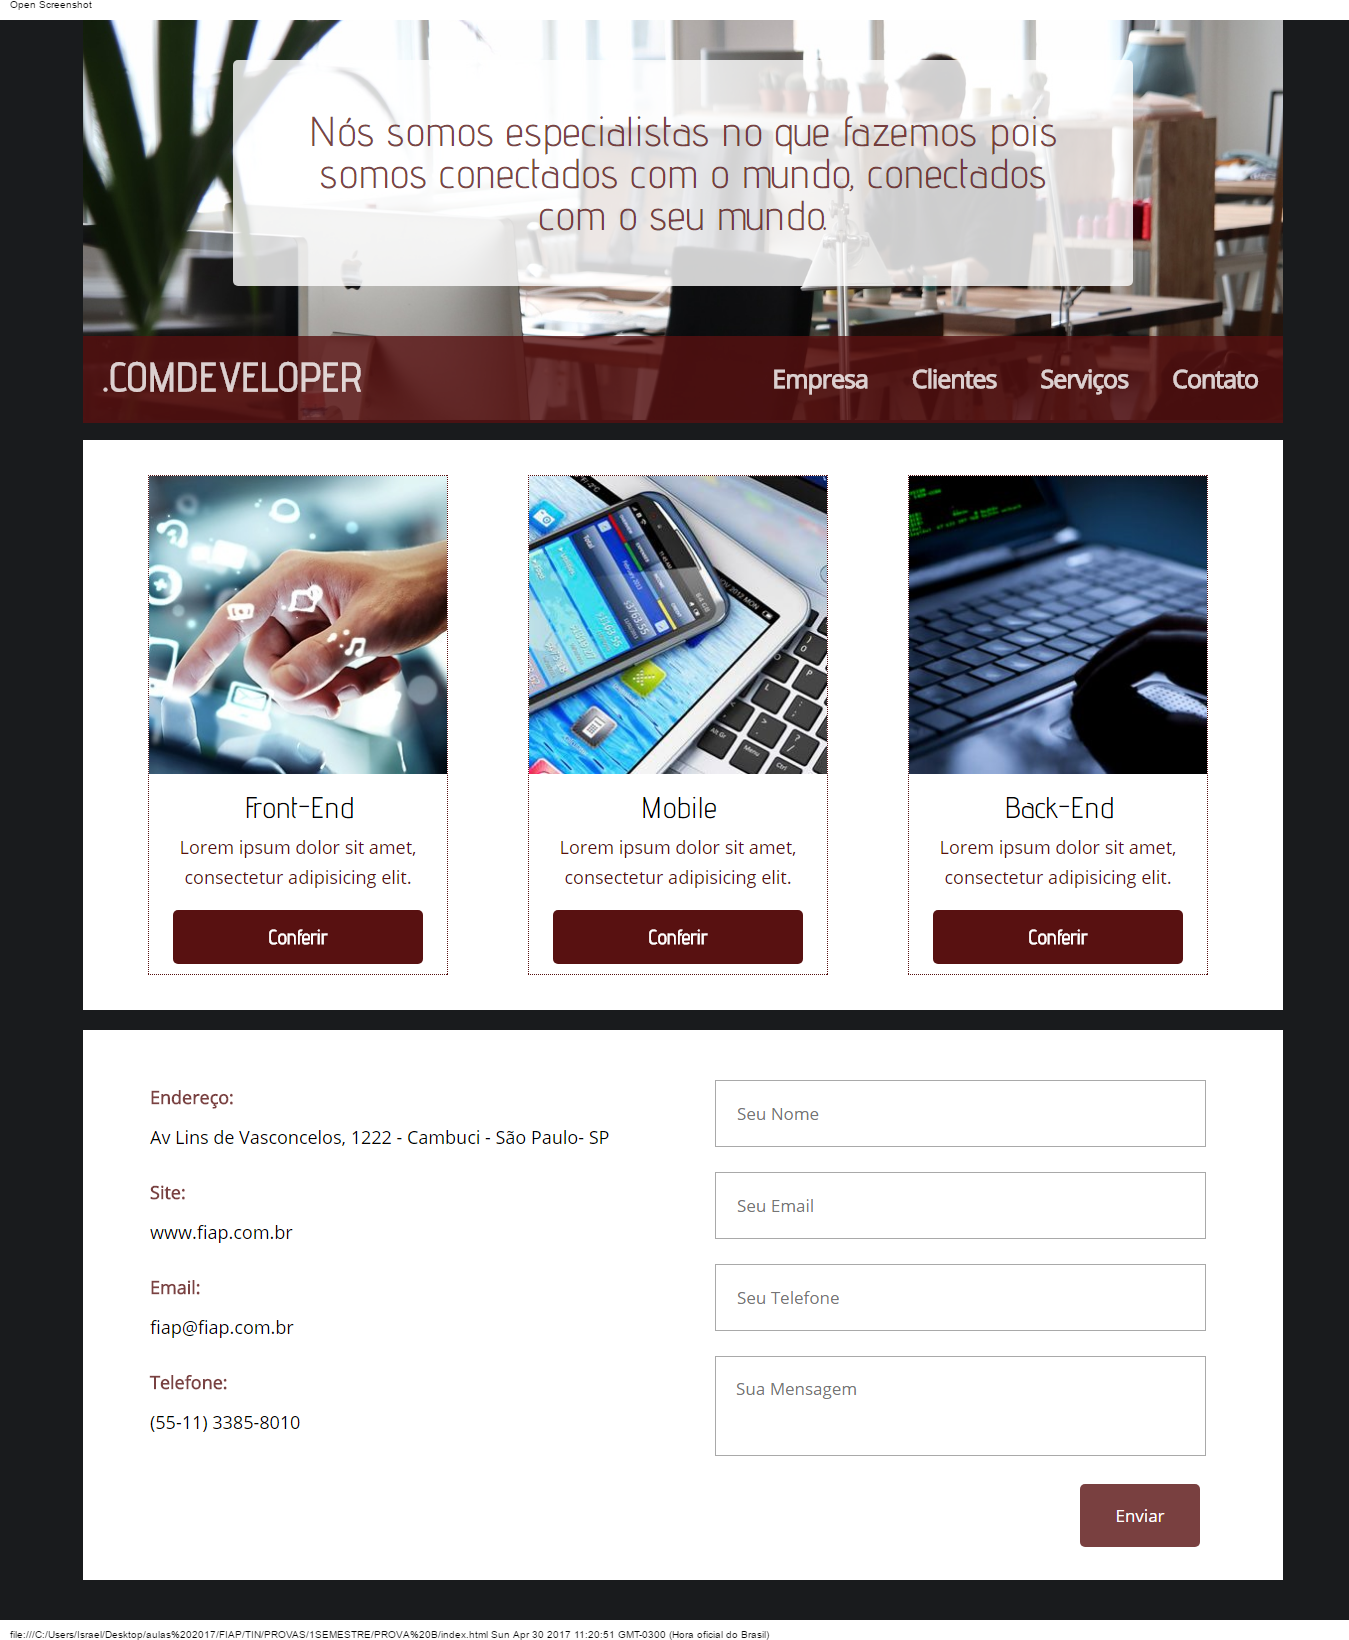 Open Screenshot
Nós somos especialistas no que fazemos pois
somos conectados com o mundo, conectados
com o seu mundo.
.COMDEVELOPER
Empresa Clientes Serviços Contato
Front-End
Lorem ipsum dolor sit amet,
consectetur adipisicing elit.
Conferir
Mobile
Lorem ipsum dolor sit amet,
consectetur adipisicing elit.
Conferir
Back-End
Lorem ipsum dolor sit amet,
consectetur adipisicing elit.
Conferir
Endereço:
Av Lins de Vasconcelos, 1222 - Cambuci - São Paulo- SP
Site:
www.fiap.com.br
Email:
fiap@fiap.com.br
Telefone:
(55-11) 3385-8010
Seu Nome
Seu Email
Seu Telefone
Sua Mensagem
Enviar
file:///C:/Users/Israel/Desktop/aulas%202017/FIAP/TIN/PROVAS/1SEMESTRE/PROVA%20B/index.html Sun Apr 30 2017 11:20:51 GMT-0300 (Hora oficial do Brasil)